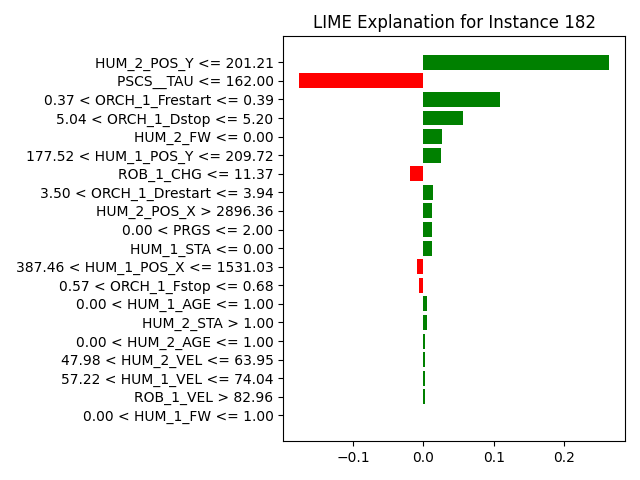 LIME Explanation for Instance 182
HUM_2_POS_Y <= 201.21
PSCS__TAU <= 162.00
0.37 < ORCH_1_Frestart <= 0.39
5.04 < ORCH_1_Dstop <= 5.20
HUM_2_FW <= 0.00
177.52 < HUM_1_POS_Y <= 209.72
ROB_1_CHG <= 11.37
3.50 < ORCH_1_Drestart <= 3.94
HUM_2_POS_X > 2896.36
0.00 < PRGS <= 2.00
HUM_1_STA <= 0.00
387.46 < HUM_1_POS_X <= 1531.03
0.57 < ORCH_1_Fstop <= 0.68
0.00 < HUM_1_AGE <= 1.00
HUM_2_STA > 1.00
0.00 < HUM_2_AGE <= 1.00
47.98 < HUM_2_VEL <= 63.95
57.22 < HUM_1_VEL <= 74.04
ROB_1_VEL > 82.96
0.00 < HUM_1_FW <= 1.00
−0.1 0.0 0.1 0.2